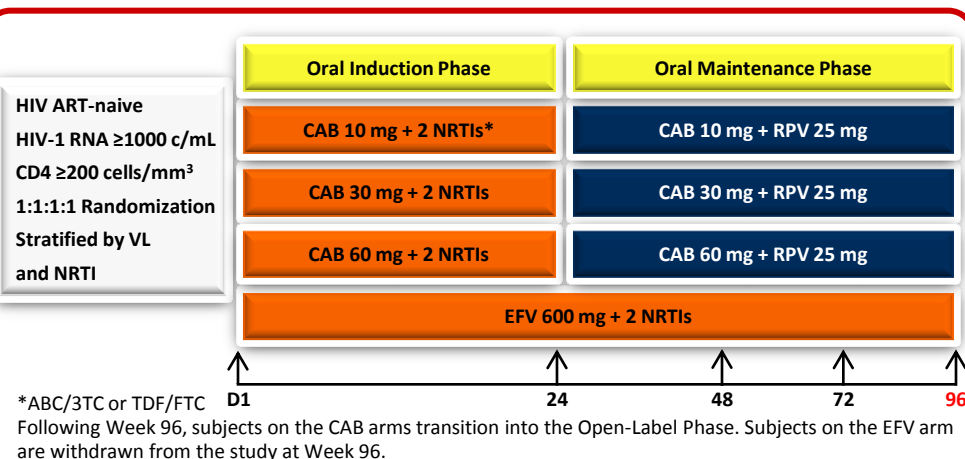 Oral Induction Phase
Oral Maintenance Phase
HIV ART-naive
HIV-1 RNA ≥1000 c/mL
CD4 ≥200 cells/mm³
1:1:1:1 Randomization
Stratified by VL
and NRTI
CAB 10 mg + 2 NRTIs*
CAB 10 mg + RPV 25 mg
CAB 30 mg + 2 NRTIs
CAB 30 mg + RPV 25 mg
CAB 60 mg + 2 NRTIs
CAB 60 mg + RPV 25 mg
EFV 600 mg + 2 NRTIs
*ABC/3TC or TDF/FTC
D1 24 48 72 96
Following Week 96, subjects on the CAB arms transition into the Open-Label Phase. Subjects on the EFV arm
are withdrawn from the study at Week 96.